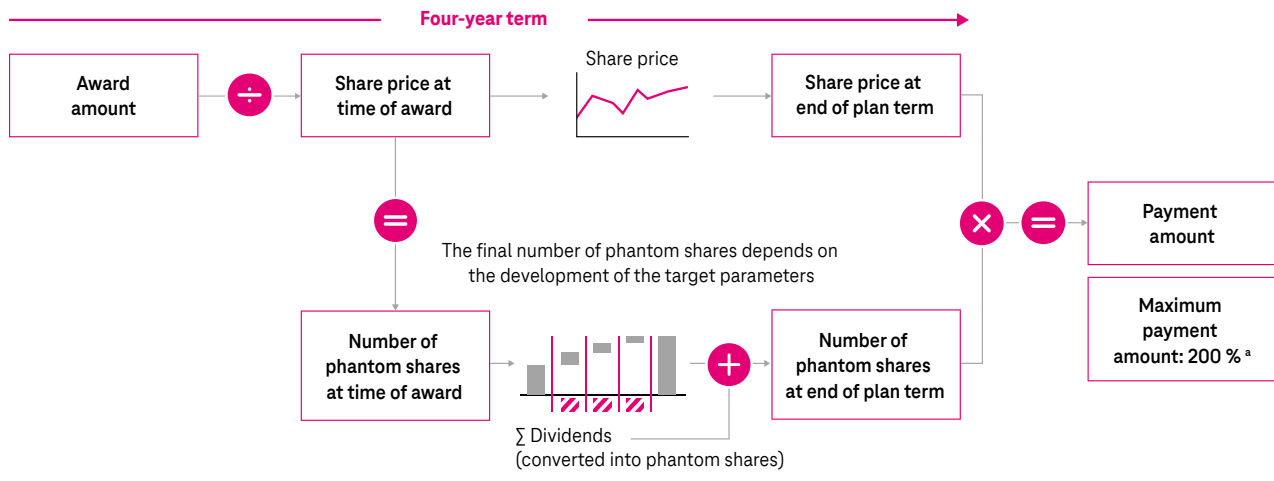 Four-year term
Award
amount
÷
Share price at
time of award
Share price
Share price at
end of plan term
=
×
=
Payment
amount
The final number of phantom shares depends on
the development of the target parameters
Maximum
payment
amount: 200 % a
Number of
phantom shares
at time of award
+
Number of
phantom shares
at end of plan term
∑ Dividends
(converted into phantom shares)